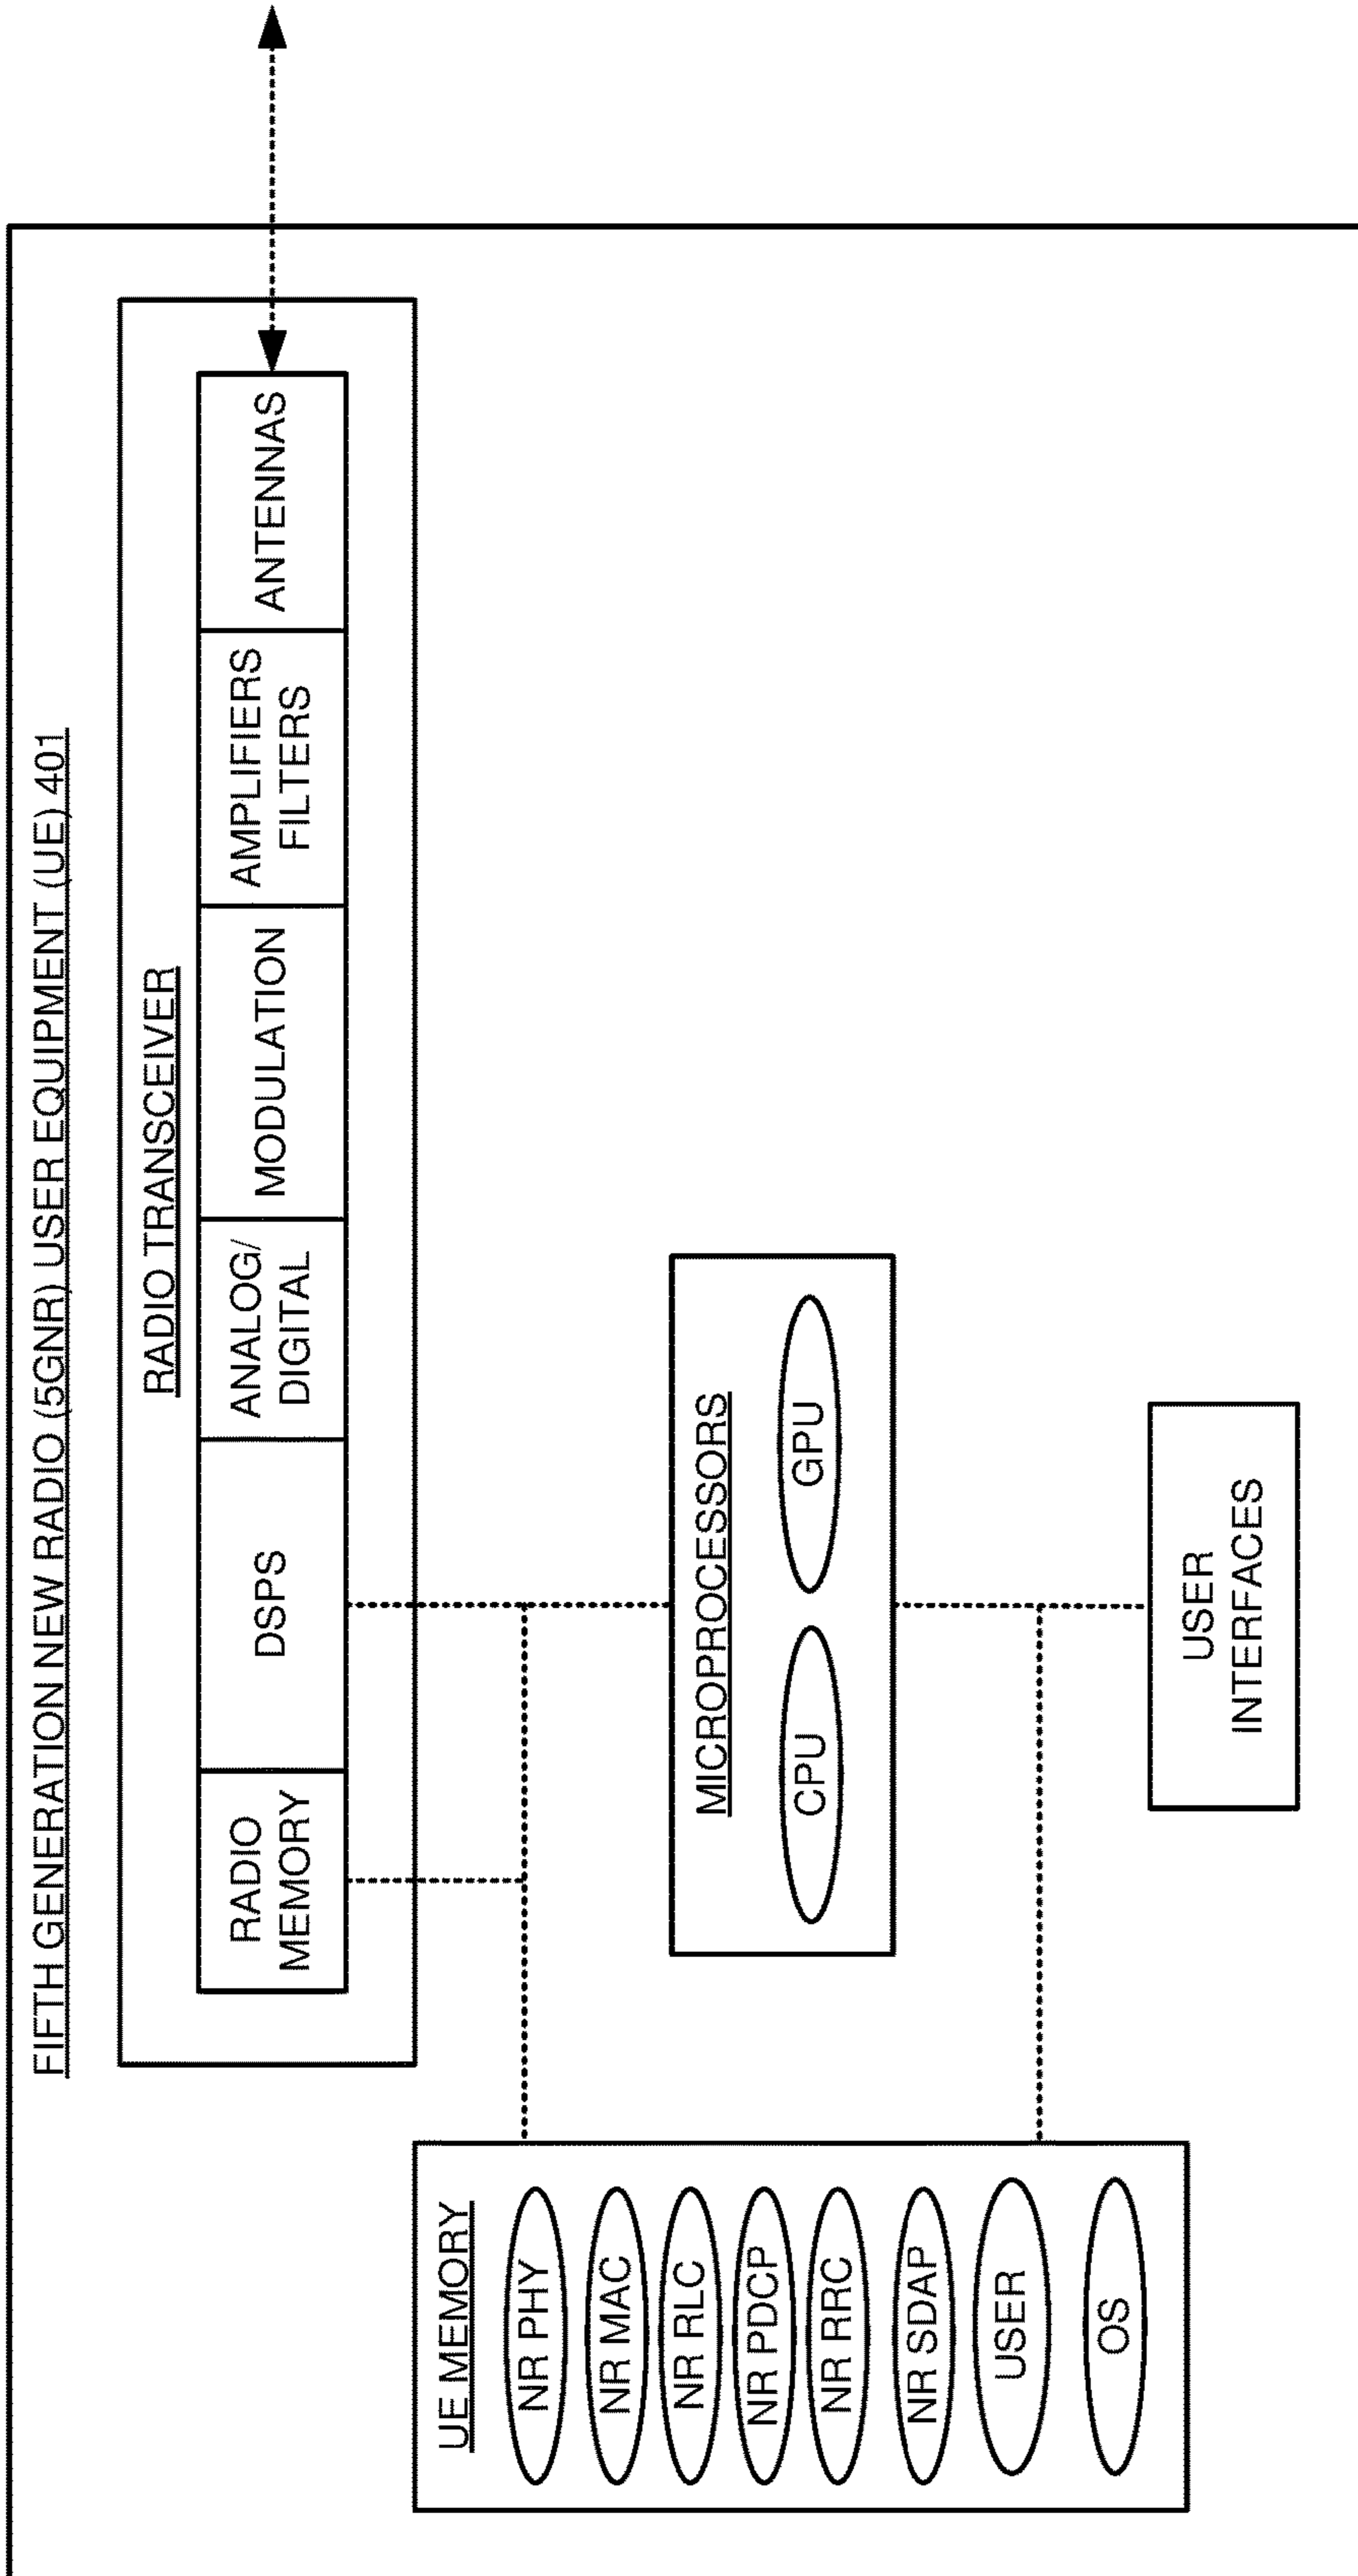 FIFTH GENERATION NEW RADIO (5GNR) USER EQUIPMENT (UE) 401
RADIO TRANSCEIVER
RADIO
MEMORY
DSPS
ANALOG/
DIGITAL
MODULATION
AMPLIFIERS
FILTERS
ANTENNAS
UE MEMORY
NR PHY
NR MAC
NR RLC
NR PDCP
NR RRC
NR SDAP
USER
OS
MICROPROCESSORS
CPU
GPU
USER
INTERFACES